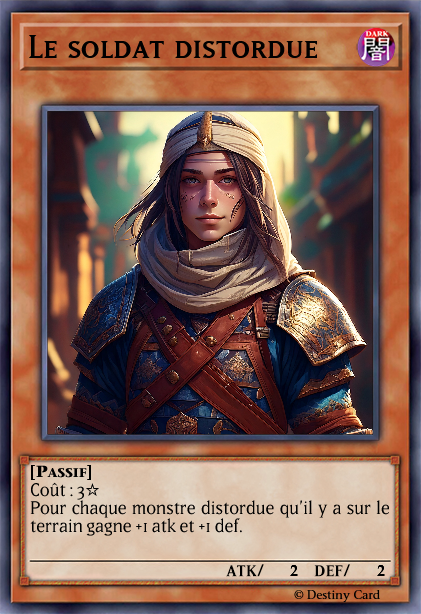 Le soldat distordue
DARK
闇
[Passif]
Coût : 3☆
Pour chaque monstre distordue qu'il y a sur le
terrain gagne +1 atk et +1 def.
ATK/ 2 DEF/ 2
© Destiny Card